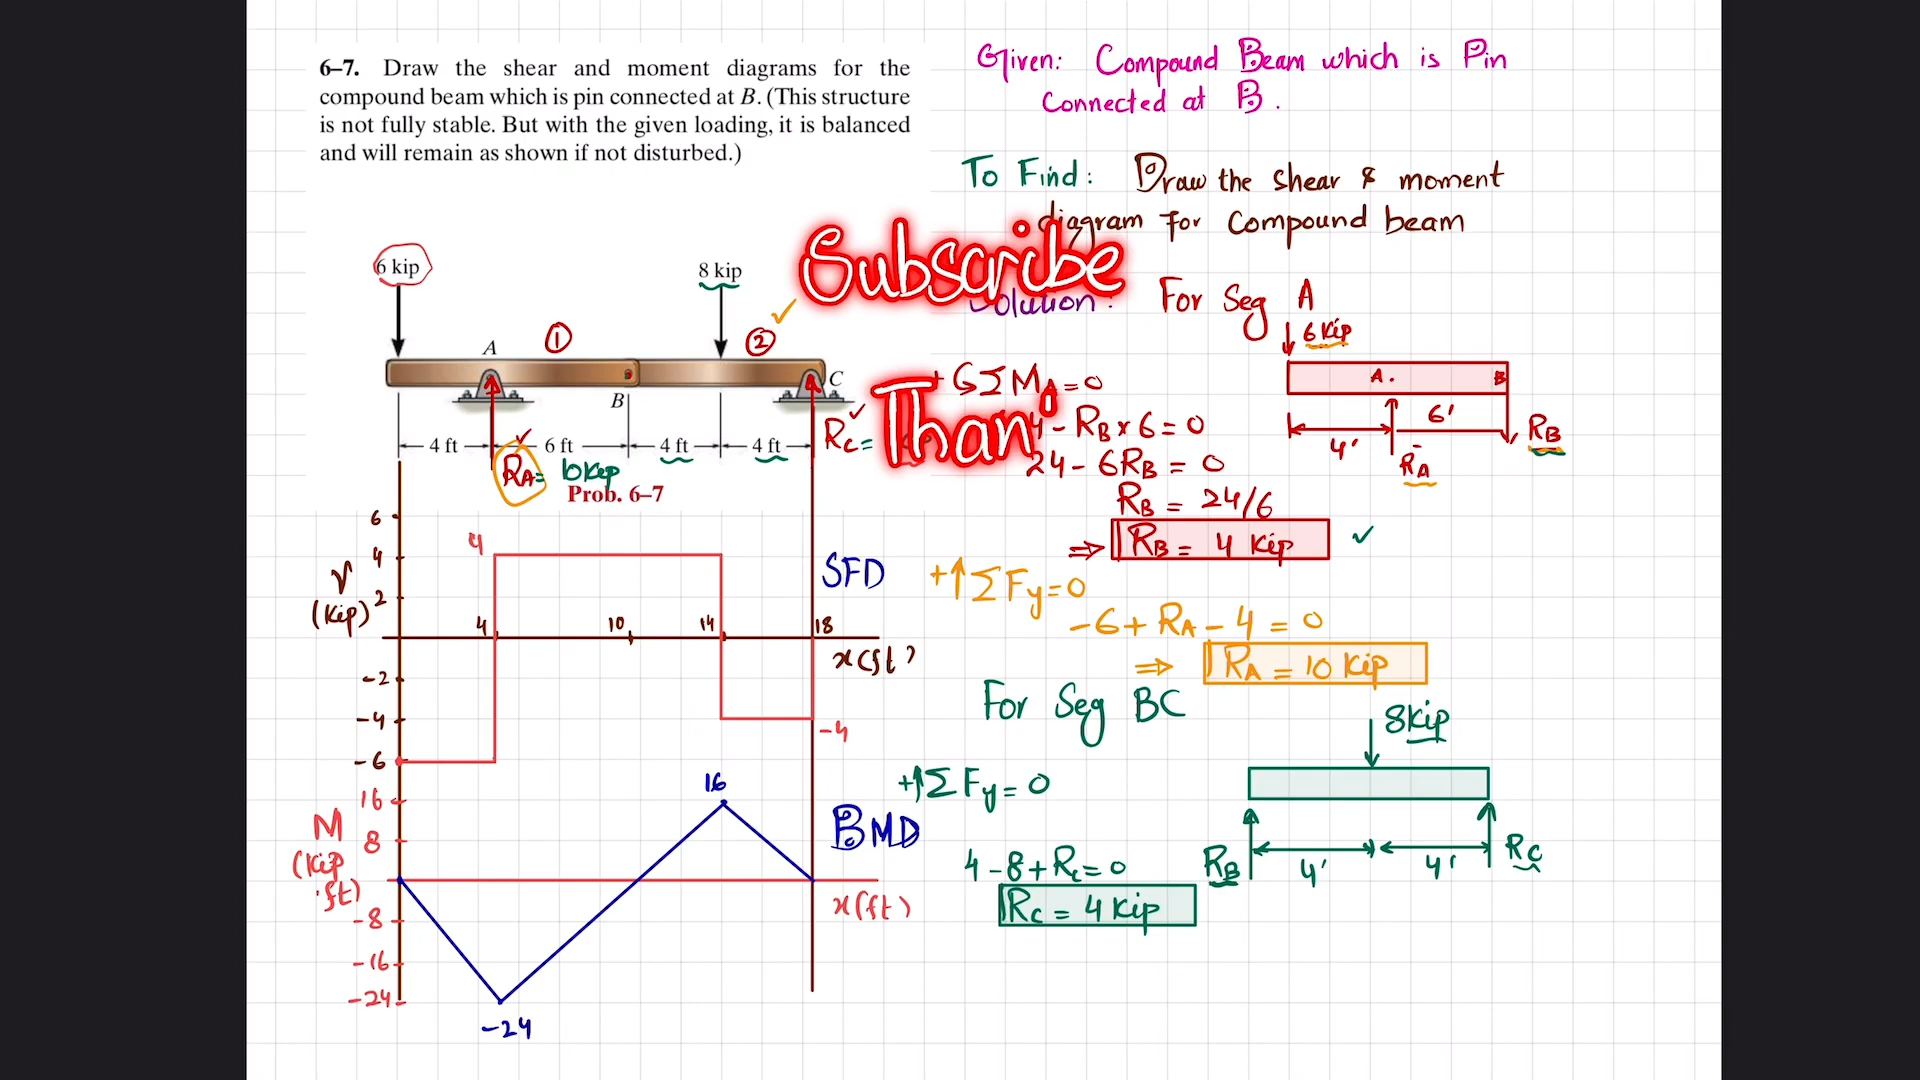 6–7. Draw the shear and moment diagrams for the
compound beam which is pin connected at B. (This structure
is not fully stable. But with the given loading, it is balanced
and will remain as shown if not disturbed.)
Given: Compound Beam which is Pin
Connected at B.
To Find: Draw the shear & moment
diagram for Compound beam
Subscribe
Than
6 kip
8 kip
A
①
②
B
C
4 ft
6 ft
4 ft
4 ft
RA= 10kip
RC=
Prob. 6–7
Solution: For Seg A
6 kip
A.
B
4'
6'
RA
RB
+ ΣMA=0
4 - RB×6=0
24 - 6RB = 0
RB = 24/6
⇒ RB = 4 Kip ✓
+↑ΣFy=0
-6+RA-4=0
⇒ RA = 10 kip
For Seg BC
8kip
RB
4'
4'
RC
+↑ΣFy=0
4-8+Rc=0
RC = 4 kip
V
(kip)
6
4
2
-2
-4
-6
4
4
10
14
18
-4
SFD
x(ft)
M
(kip
.ft)
16
8
-8
-16
-24
16
-24
BMD
x(ft)